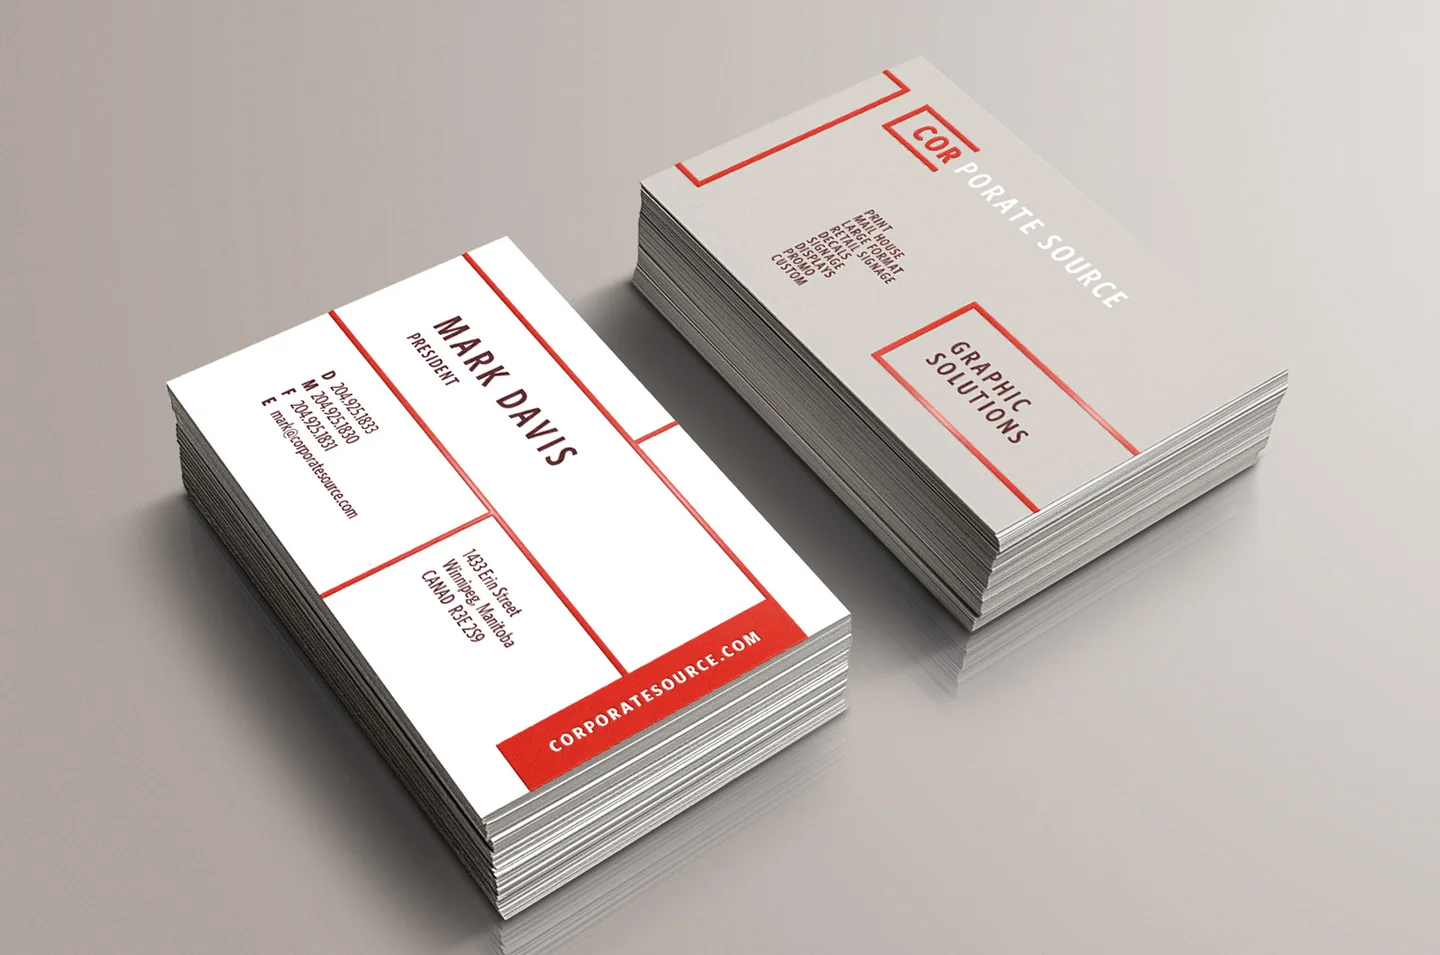 MARK DAVIS
PRESIDENT
D 204.925.1833
M 204.925.1830
F 204.925.1831
E mark@corporatesource.com
1433 Erin Street
Winnipeg, Manitoba
CANAD R3E 2S9
CORPORATESOURCE.COM
CORPORATE SOURCE
PRINT
MAIL HOUSE
LARGE FORMAT
RETAIL SIGNAGE
DECALS
SIGNAGE
DISPLAYS
PROMO
CUSTOM
GRAPHIC
SOLUTIONS